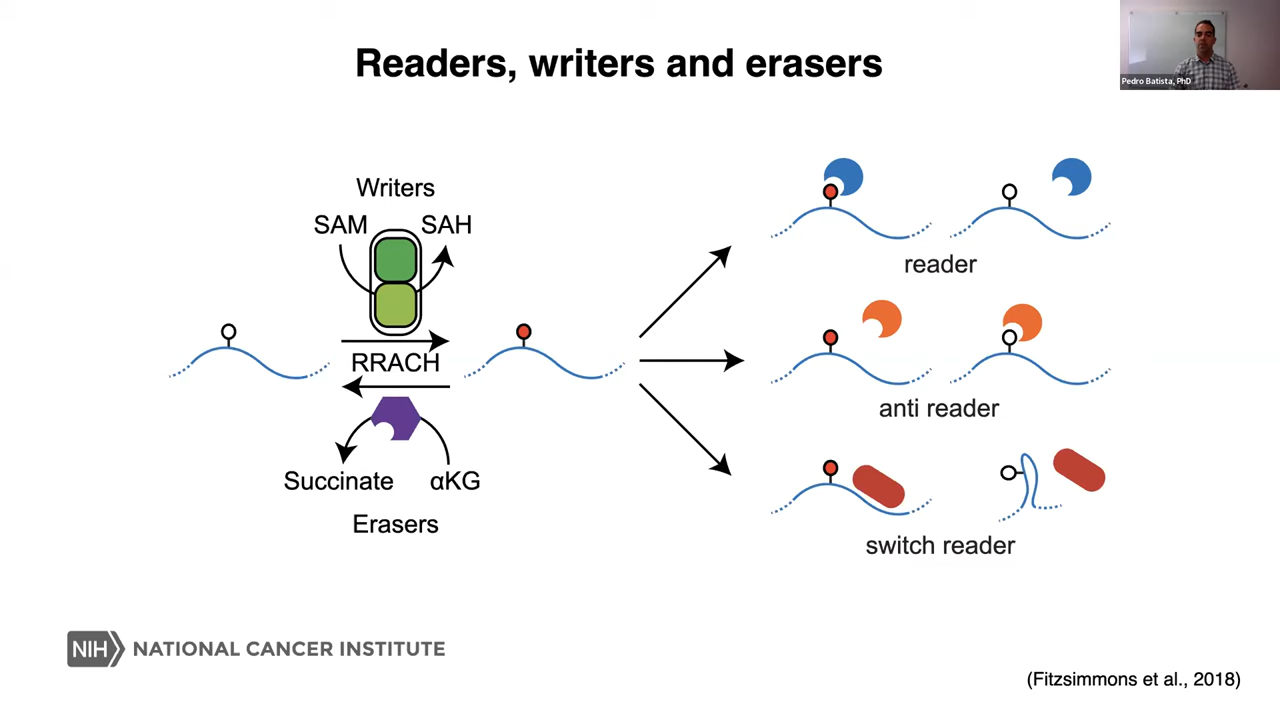 Readers, writers and erasers
Pedro Batista, PhD
Writers
SAM
SAH
RRACH
Succinate
αKG
Erasers
reader
anti reader
switch reader
NIH NATIONAL CANCER INSTITUTE
(Fitzsimmons et al., 2018)